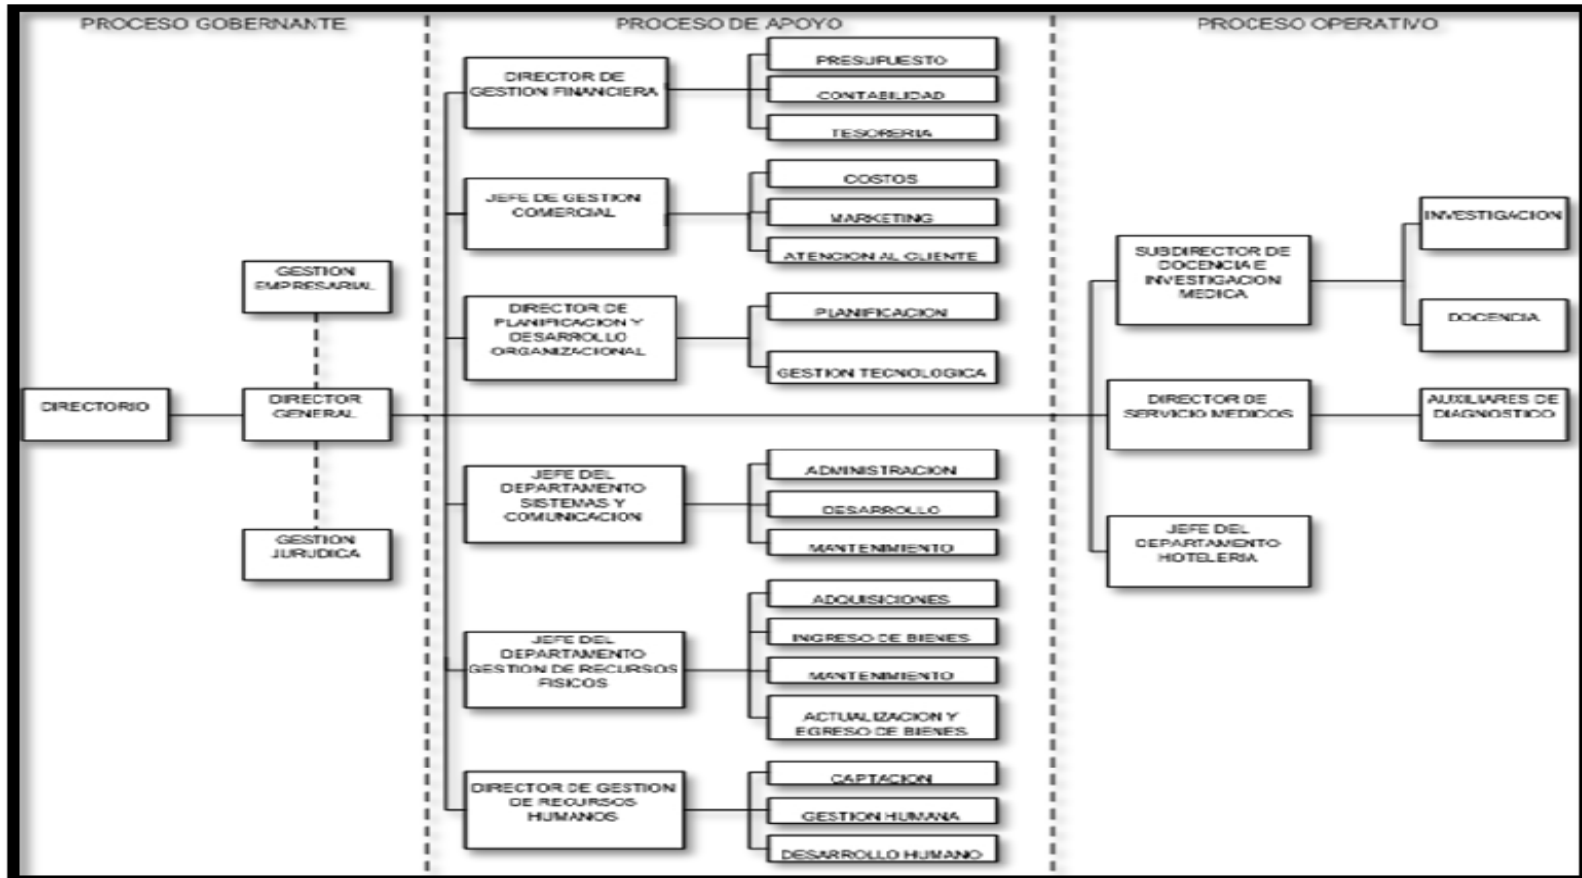 PROCESO GOBERNANTE
PROCESO DE APOYO
PROCESO OPERATIVO
DIRECTORIO
GESTION
EMPRESARIAL
DIRECTOR
GENERAL
GESTION
JURUDICA
DIRECTOR DE
GESTION FINANCIERA
PRESUPUESTO
CONTABILIDAD
TESORERIA
JEFE DE GESTION
COMERCIAL
COSTOS
MARKETING
ATENCION AL CLIENTE
DIRECTOR DE
PLANIFICACION Y
DESARROLLO
ORGANIZACIONAL
PLANIFICACION
GESTION TECNOLOGICA
JEFE DEL
DEPARTAMENTO
SISTEMAS Y
COMUNICACION
ADMINISTRACION
DESARROLLO
MANTENIMIENTO
JEFE DEL
DEPARTAMENTO
GESTION DE RECURSOS
FISICOS
ADQUISICIONES
INGRESO DE BIENES
MANTENIMIENTO
ACTUALIZACION Y
EGRESO DE BIENES
DIRECTOR DE GESTION
DE RECURSOS
HUMANOS
CAPTACION
GESTION HUMANA
DESARROLLO HUMANO
SUBDIRECTOR DE
DOCENCIA E
INVESTIGACION
MEDICA
INVESTIGACION
DOCENCIA
DIRECTOR DE
SERVICIO MEDICOS
AUXILIARES DE
DIAGNOSTICO
JEFE DEL
DEPARTAMENTO
HOTELERIA